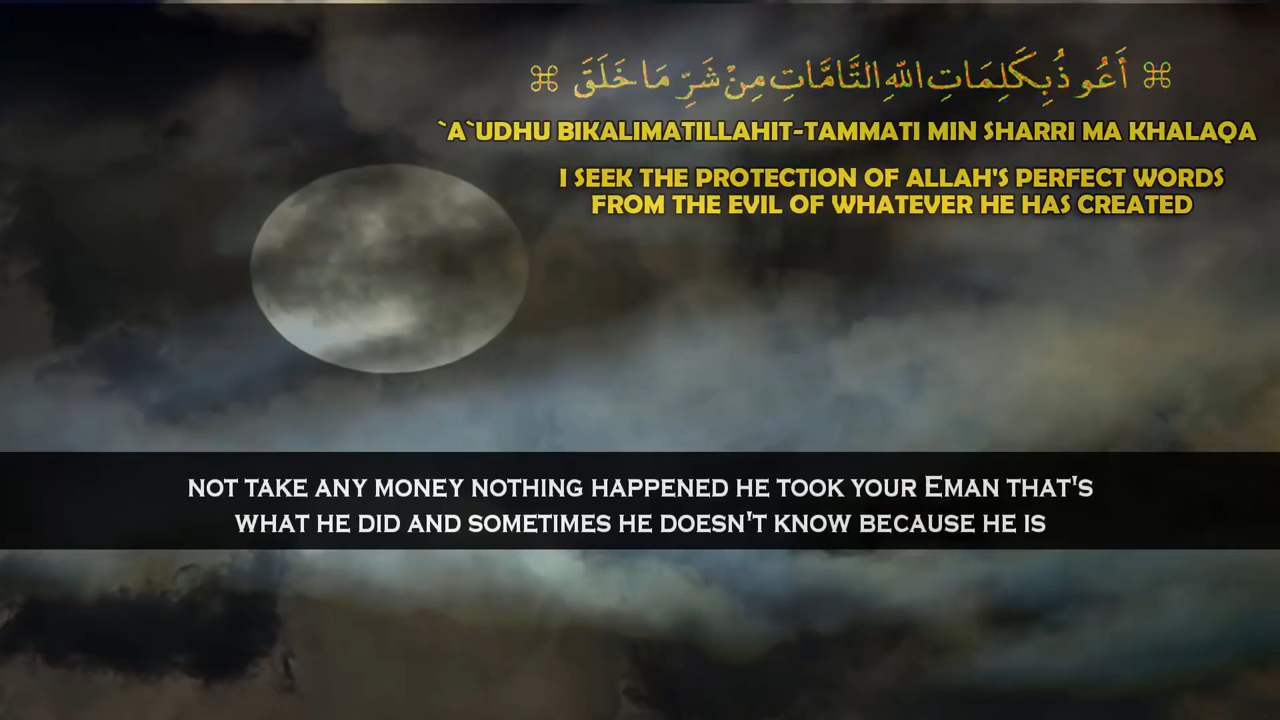 ⌘ أَعُوذُ بِكَلِمَاتِ اللّٰهِ التَّامَّاتِ مِنْ شَرِّ مَا خَلَقَ ⌘
`A`UDHU BIKALIMATILLAHIT-TAMMATI MIN SHARRI MA KHALAQA
I SEEK THE PROTECTION OF ALLAH'S PERFECT WORDS
FROM THE EVIL OF WHATEVER HE HAS CREATED
NOT TAKE ANY MONEY NOTHING HAPPENED HE TOOK YOUR EMAN THAT'S
WHAT HE DID AND SOMETIMES HE DOESN'T KNOW BECAUSE HE IS